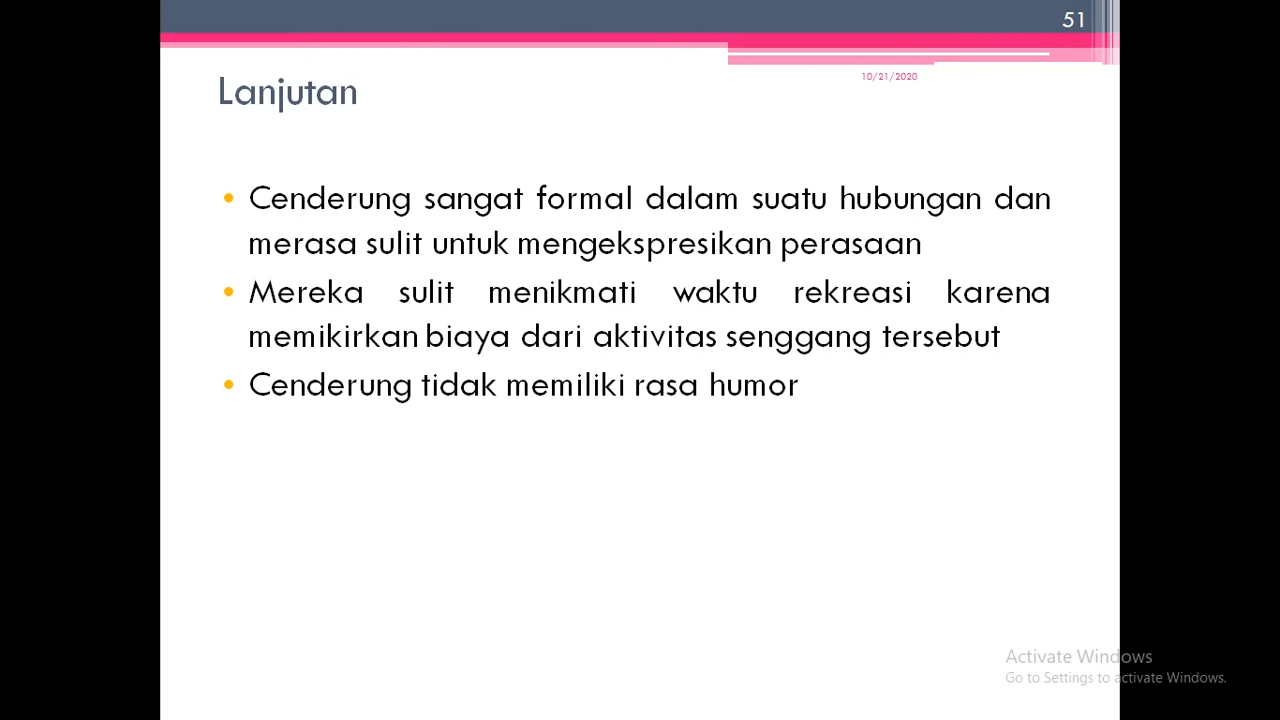 51
10/21/2020
Lanjutan
• Cenderung sangat formal dalam suatu hubungan dan
merasa sulit untuk mengekspresikan perasaan
• Mereka sulit menikmati waktu rekreasi karena
memikirkan biaya dari aktivitas senggang tersebut
• Cenderung tidak memiliki rasa humor
Activate Windows
Go to Settings to activate Windows.